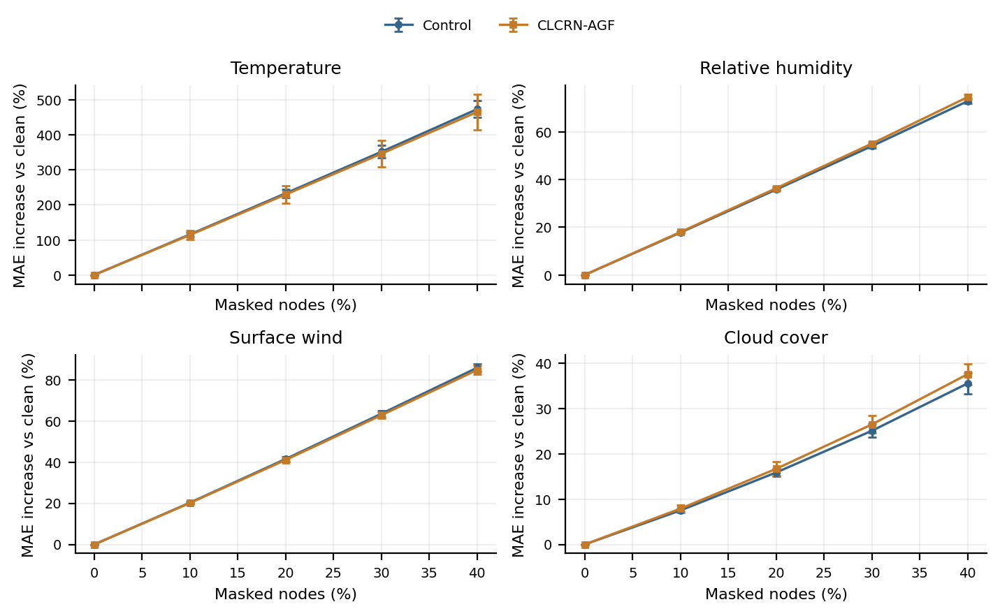 Control CLCRN-AGF
Temperature
MAE increase vs clean (%)
500
400
300
200
100
0
Masked nodes (%)
Relative humidity
MAE increase vs clean (%)
60
40
20
0
Masked nodes (%)
Surface wind
MAE increase vs clean (%)
80
60
40
20
0
0 5 10 15 20 25 30 35 40
Masked nodes (%)
Cloud cover
MAE increase vs clean (%)
40
30
20
10
0
0 5 10 15 20 25 30 35 40
Masked nodes (%)